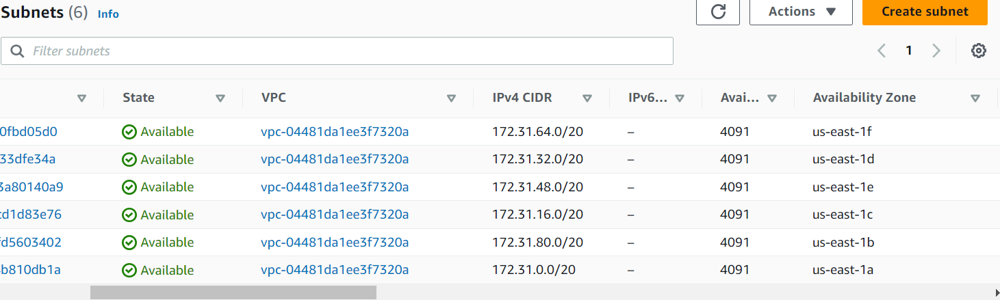 Subnets (6) Info Actions Create subnet
Filter subnets 1
State VPC IPv4 CIDR IPv6... Avai... Availability Zone
0fbd05d0 Available vpc-04481da1ee3f7320a 172.31.64.0/20 – 4091 us-east-1f
33dfe34a Available vpc-04481da1ee3f7320a 172.31.32.0/20 – 4091 us-east-1d
3a80140a9 Available vpc-04481da1ee3f7320a 172.31.48.0/20 – 4091 us-east-1e
cd1d83e76 Available vpc-04481da1ee3f7320a 172.31.16.0/20 – 4091 us-east-1c
fd5603402 Available vpc-04481da1ee3f7320a 172.31.80.0/20 – 4091 us-east-1b
b810db1a Available vpc-04481da1ee3f7320a 172.31.0.0/20 – 4091 us-east-1a